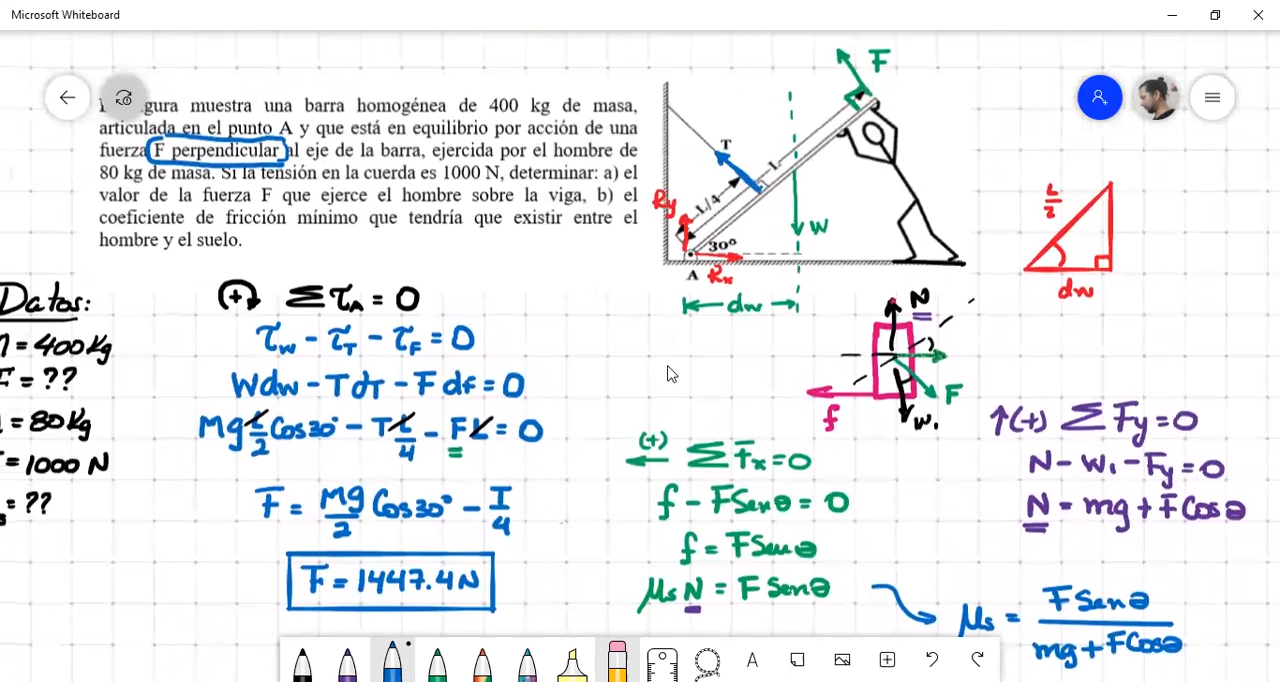 Microsoft Whiteboard
gura muestra una barra homogénea de 400 kg de masa,
articulada en el punto A y que está en equilibrio por acción de una
fuerza F perpendicular al eje de la barra, ejercida por el hombre de
80 kg de masa. Si la tensión en la cuerda es 1000 N, determinar: a) el
valor de la fuerza F que ejerce el hombre sobre la viga, b) el
coeficiente de fricción mínimo que tendría que existir entre el
hombre y el suelo.
F
T
L
L/4
Ry
W
30°
A
Rx
dw
L/2
dw
Datos:
= 400 Kg
= ??
= 80 Kg
= 1000 N
= ??
(+) Στ_A = 0
τ_w - τ_T - τ_F = 0
Wdw - TdT - Fdf = 0
Mg L/2 Cos30° - T L/4 - FL = 0
F = Mg/2 Cos30° - T/4
F = 1447.4 N
N
F
f
W₁
(+) ΣFx = 0
f - FSenθ = 0
f = FSenθ
μs N = F Senθ
↑(+) ΣFy = 0
N - W₁ - Fy = 0
N = mg + F Cosθ
μs = FSenθ / mg + FCosθ
A